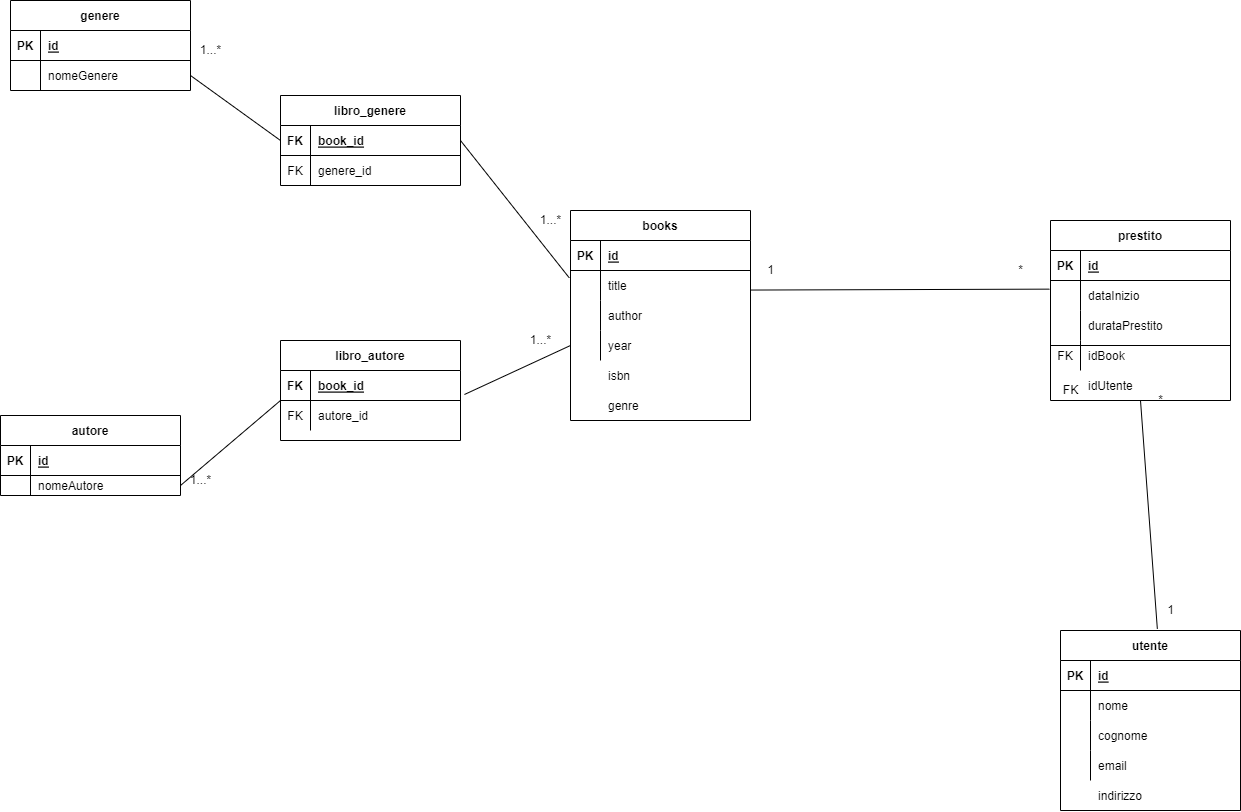 genere
PK id
nomeGenere
1...*
libro_genere
FK book_id
FK genere_id
1...*
books
PK id
title
author
year
isbn
genre
1
*
prestito
PK id
dataInizio
durataPrestito
FK idBook
FK idUtente
*
1...*
libro_autore
FK book_id
FK autore_id
autore
PK id
nomeAutore
1...*
1
utente
PK id
nome
cognome
email
indirizzo